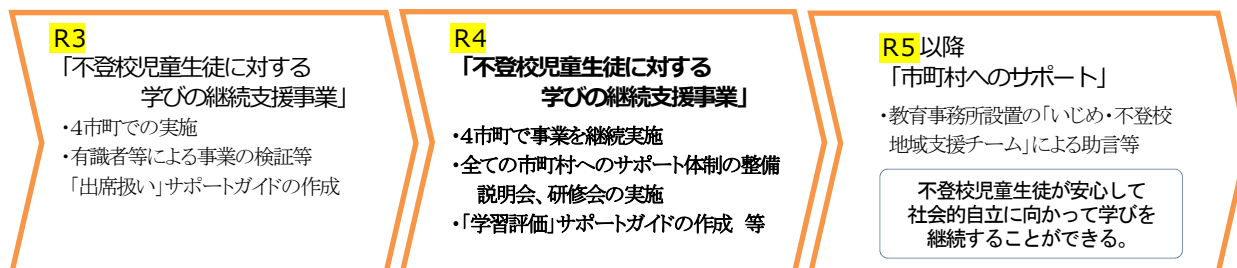 R3
「不登校児童生徒に対する
学びの継続支援事業」
・4市町での実施
・有識者等による事業の検証等
「出席扱い」サポートガイドの作成
R4
「不登校児童生徒に対する
学びの継続支援事業」
・4市町で事業を継続実施
・全ての市町村へのサポート体制の整備
説明会、研修会の実施
・「学習評価」サポートガイドの作成 等
R5以降
「市町村へのサポート」
・教育事務所設置の「いじめ・不登校
地域支援チーム」による助言等
不登校児童生徒が安心して
社会的自立に向かって学びを
継続することができる。